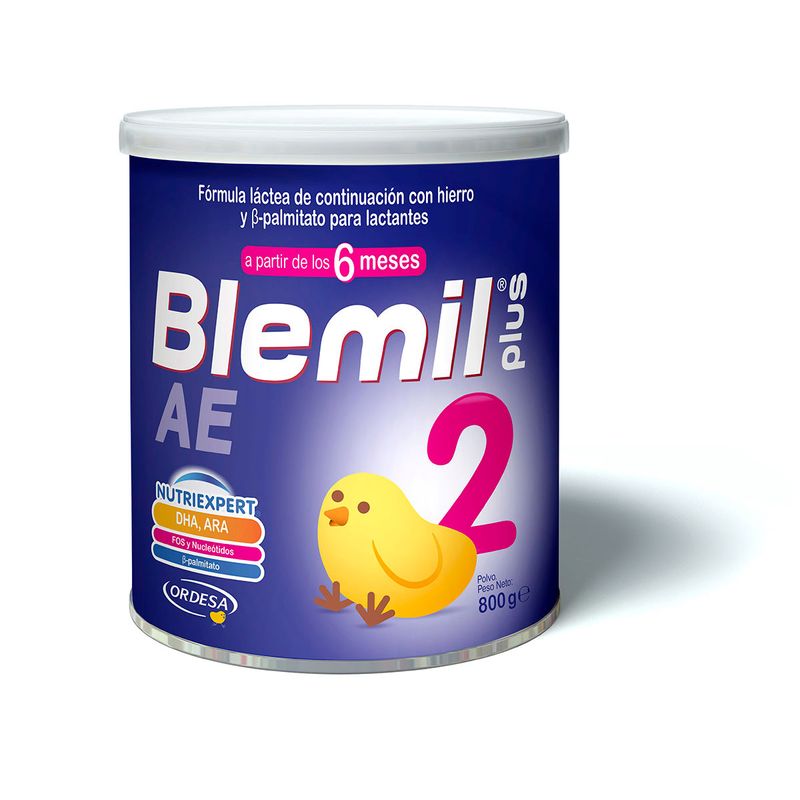 Fórmula láctea de continuación con hierro
y β-palmitato para lactantes
a partir de los 6 meses
Blemil® plus
AE
2
NUTRIEXPERT
DHA, ARA
FOS y Nucleótidos
β-palmitato
ORDESA
Polvo.
Peso Neto:
800 g ℮